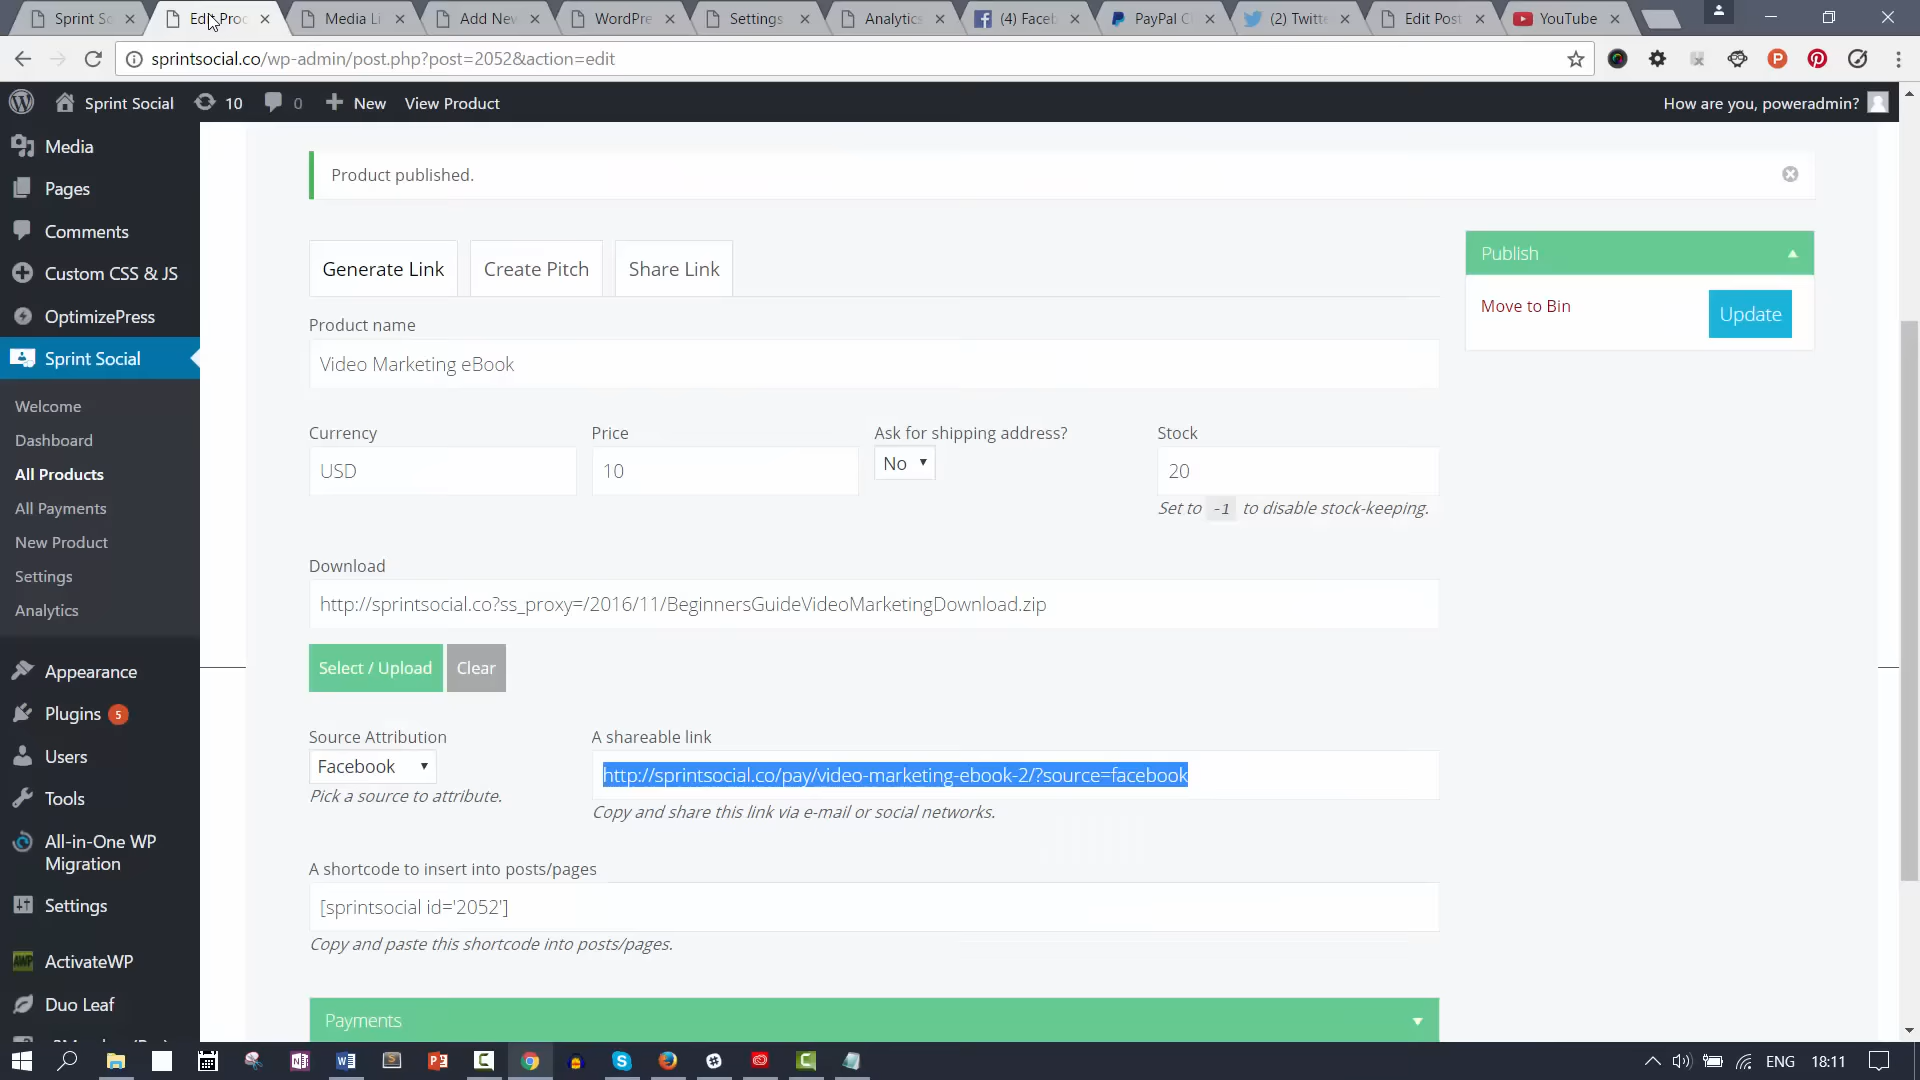 Sprint So
Edit Proc
Media Li
Add New
WordPre
Settings
Analytics
(4) Faceb
PayPal C
(2) Twitte
Edit Post
YouTube
sprintsocial.co/wp-admin/post.php?post=2052&action=edit
Sprint Social
10
0
New
View Product
How are you, poweradmin?
Media
Pages
Comments
Custom CSS & JS
OptimizePress
Sprint Social
Welcome
Dashboard
All Products
All Payments
New Product
Settings
Analytics
Appearance
Plugins 5
Users
Tools
All-in-One WP
Migration
Settings
ActivateWP
Duo Leaf
Product published.
Generate Link
Create Pitch
Share Link
Product name
Video Marketing eBook
Currency
Price
Ask for shipping address?
Stock
USD
10
No
20
Set to -1 to disable stock-keeping.
Download
http://sprintsocial.co?ss_proxy=/2016/11/BeginnersGuideVideoMarketingDownload.zip
Select / Upload
Clear
Source Attribution
A shareable link
Facebook
http://sprintsocial.co/pay/video-marketing-ebook-2/?source=facebook
Pick a source to attribute.
Copy and share this link via e-mail or social networks.
A shortcode to insert into posts/pages
[sprintsocial id='2052']
Copy and paste this shortcode into posts/pages.
Payments
Publish
Move to Bin
Update
ENG
18:11